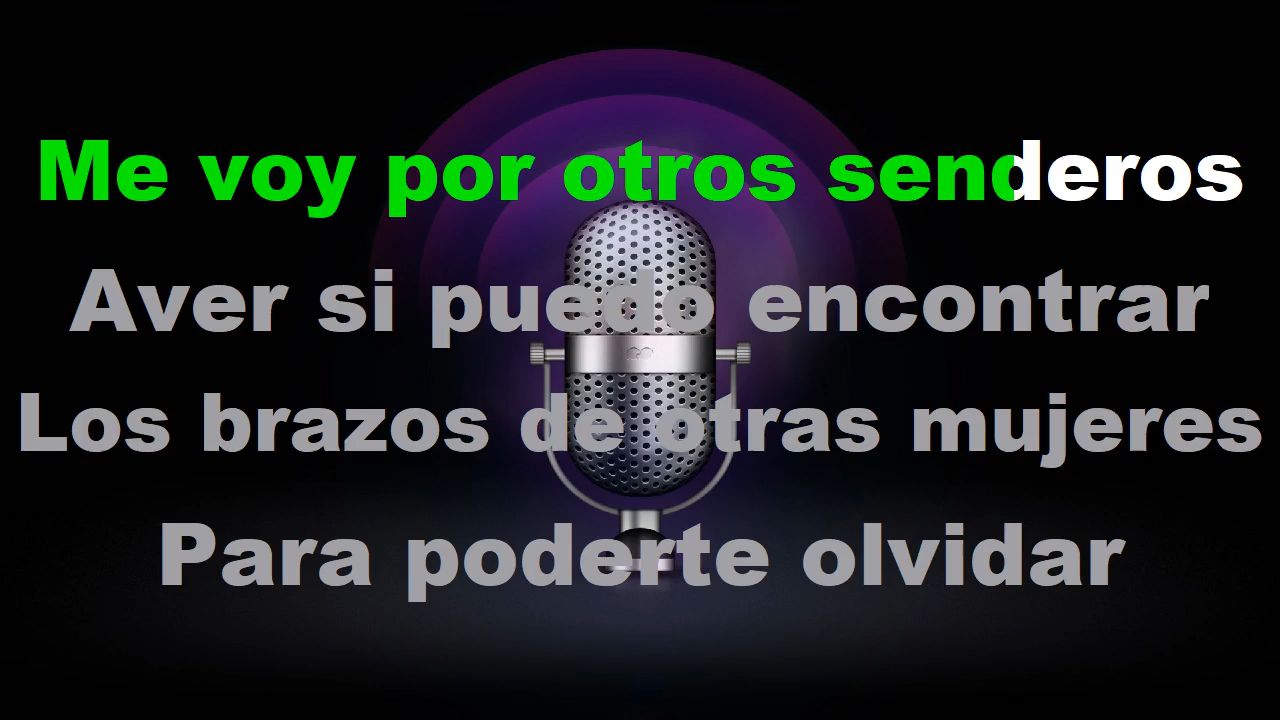 Me voy por otros senderos
Aver si puedo encontrar
Los brazos de otras mujeres
Para poderte olvidar